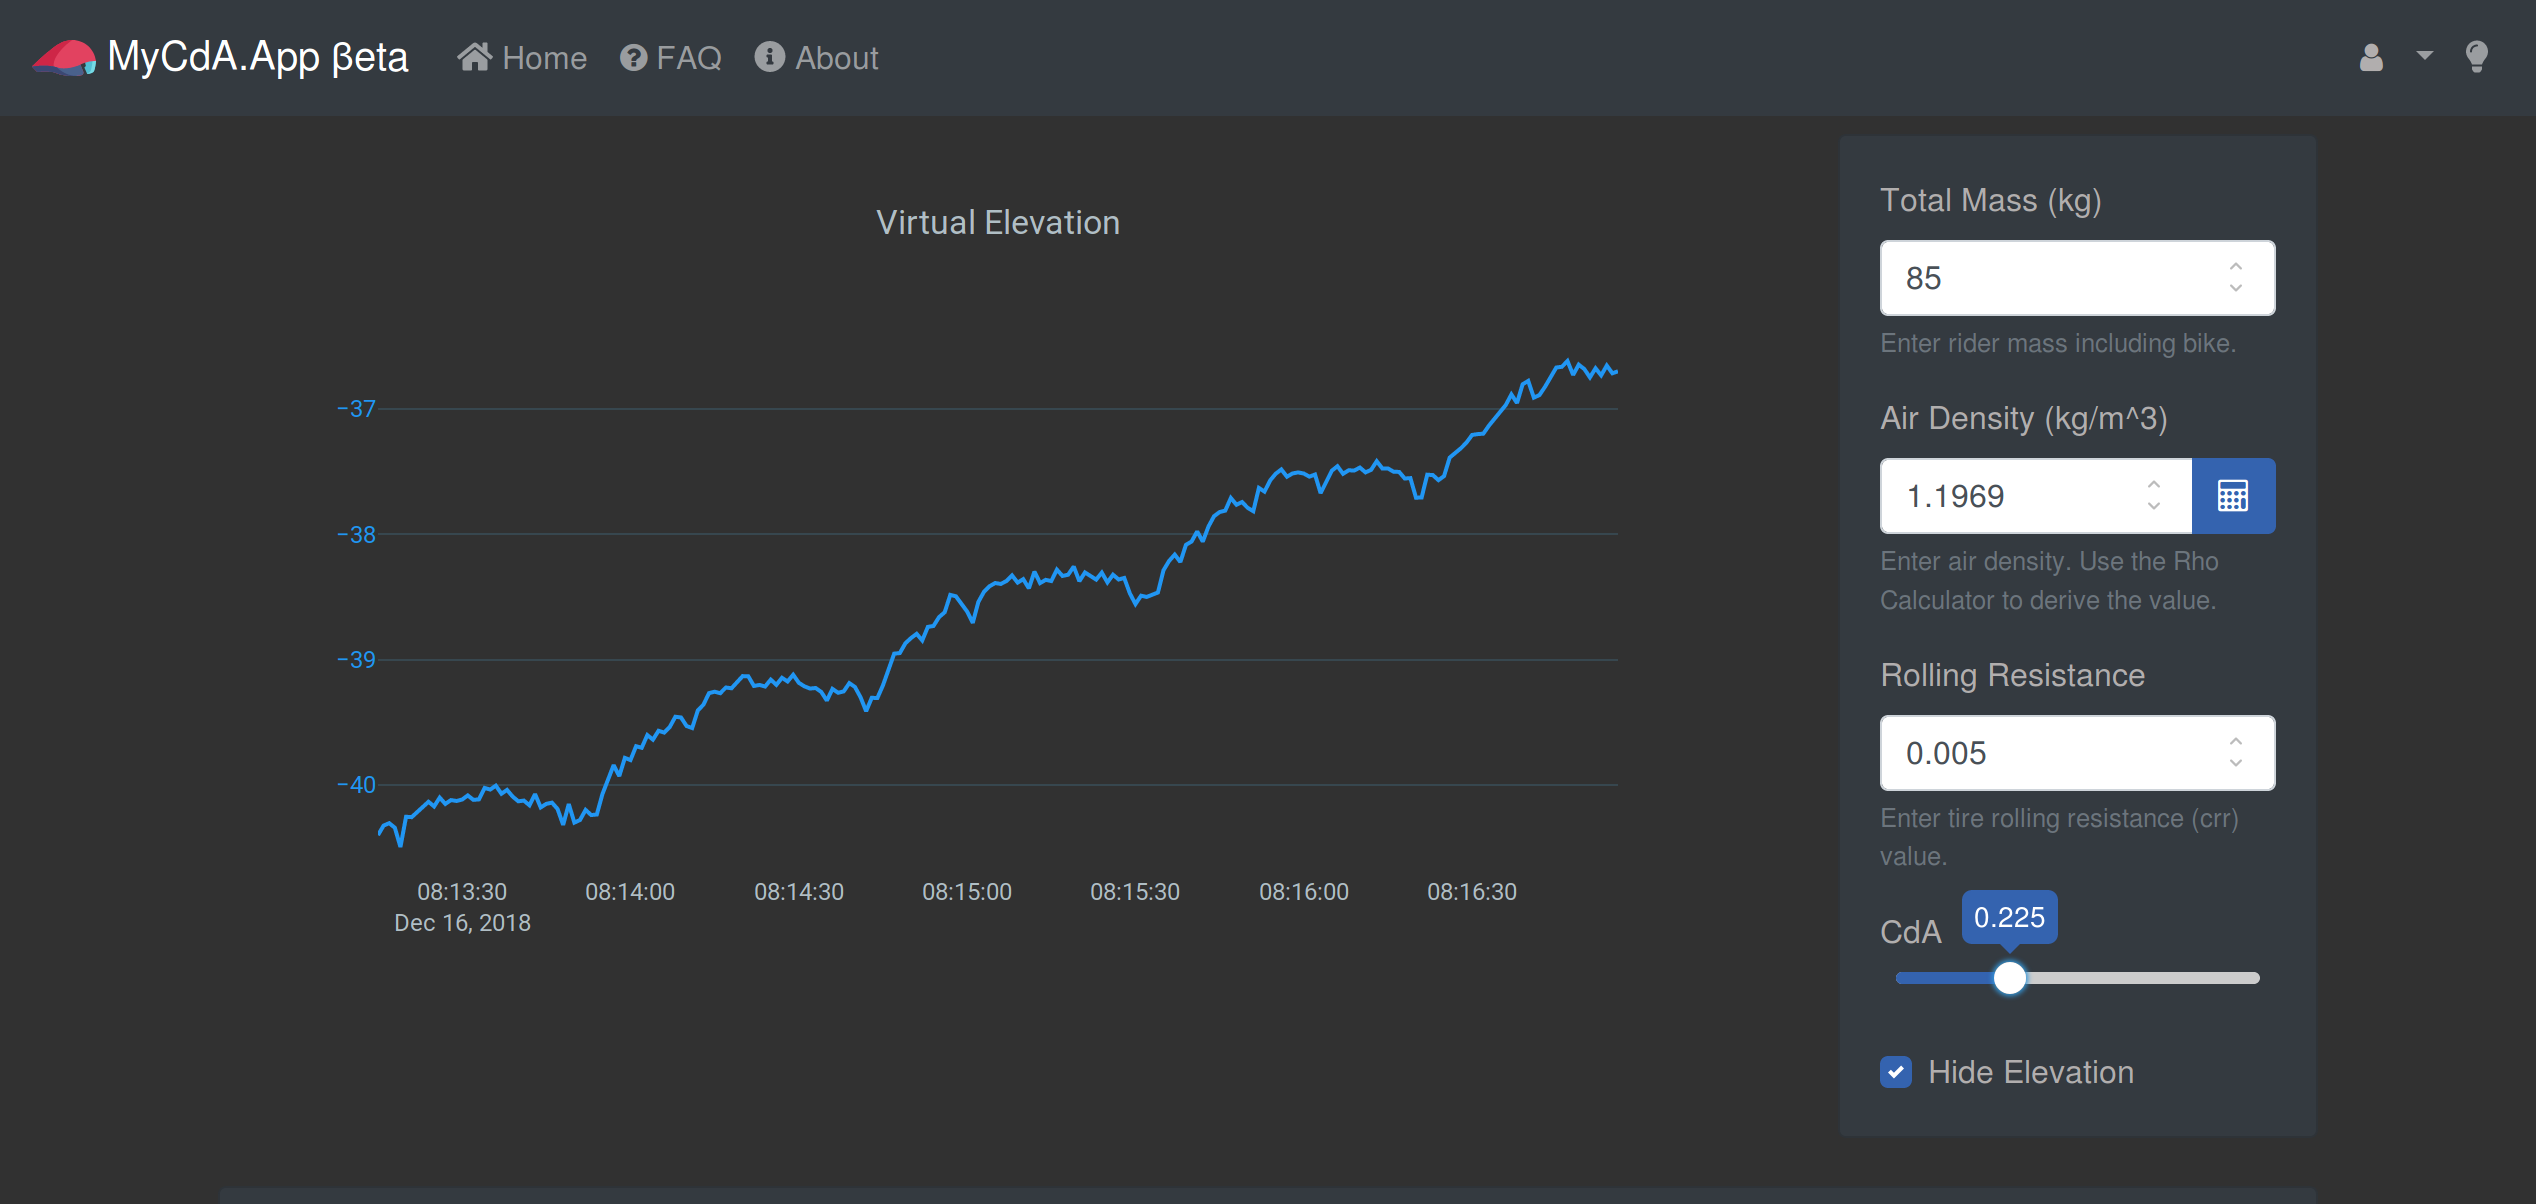 MyCdA.App βeta Home FAQ About
Virtual Elevation
−37
−38
−39
−40
08:13:30 08:14:00 08:14:30 08:15:00 08:15:30 08:16:00 08:16:30
Dec 16, 2018
Total Mass (kg)
85
Enter rider mass including bike.
Air Density (kg/m^3)
1.1969
Enter air density. Use the Rho
Calculator to derive the value.
Rolling Resistance
0.005
Enter tire rolling resistance (crr)
value.
CdA 0.225
Hide Elevation